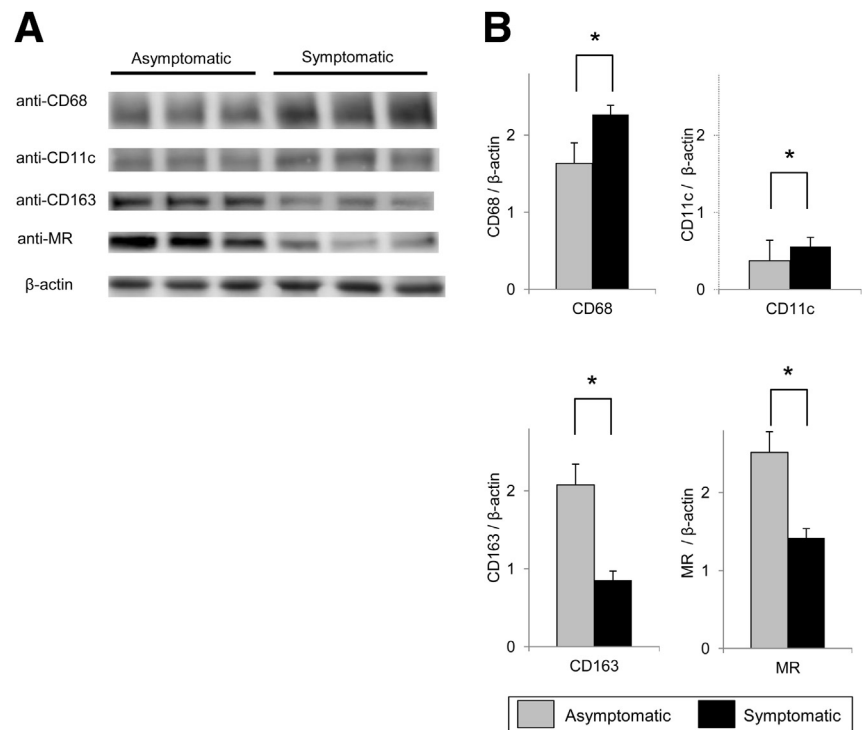 A
Asymptomatic Symptomatic
anti-CD68
anti-CD11c
anti-CD163
anti-MR
β-actin
B
*
CD68 / β-actin
2
1
0
CD68
*
CD11c / β-actin
2
1
0
CD11c
*
CD163 / β-actin
2
1
0
CD163
*
MR / β-actin
2
1
0
MR
Asymptomatic Symptomatic